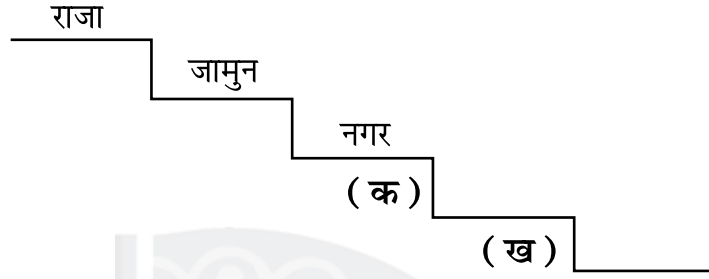 राजा
जामुन
नगर
( क )
( ख )